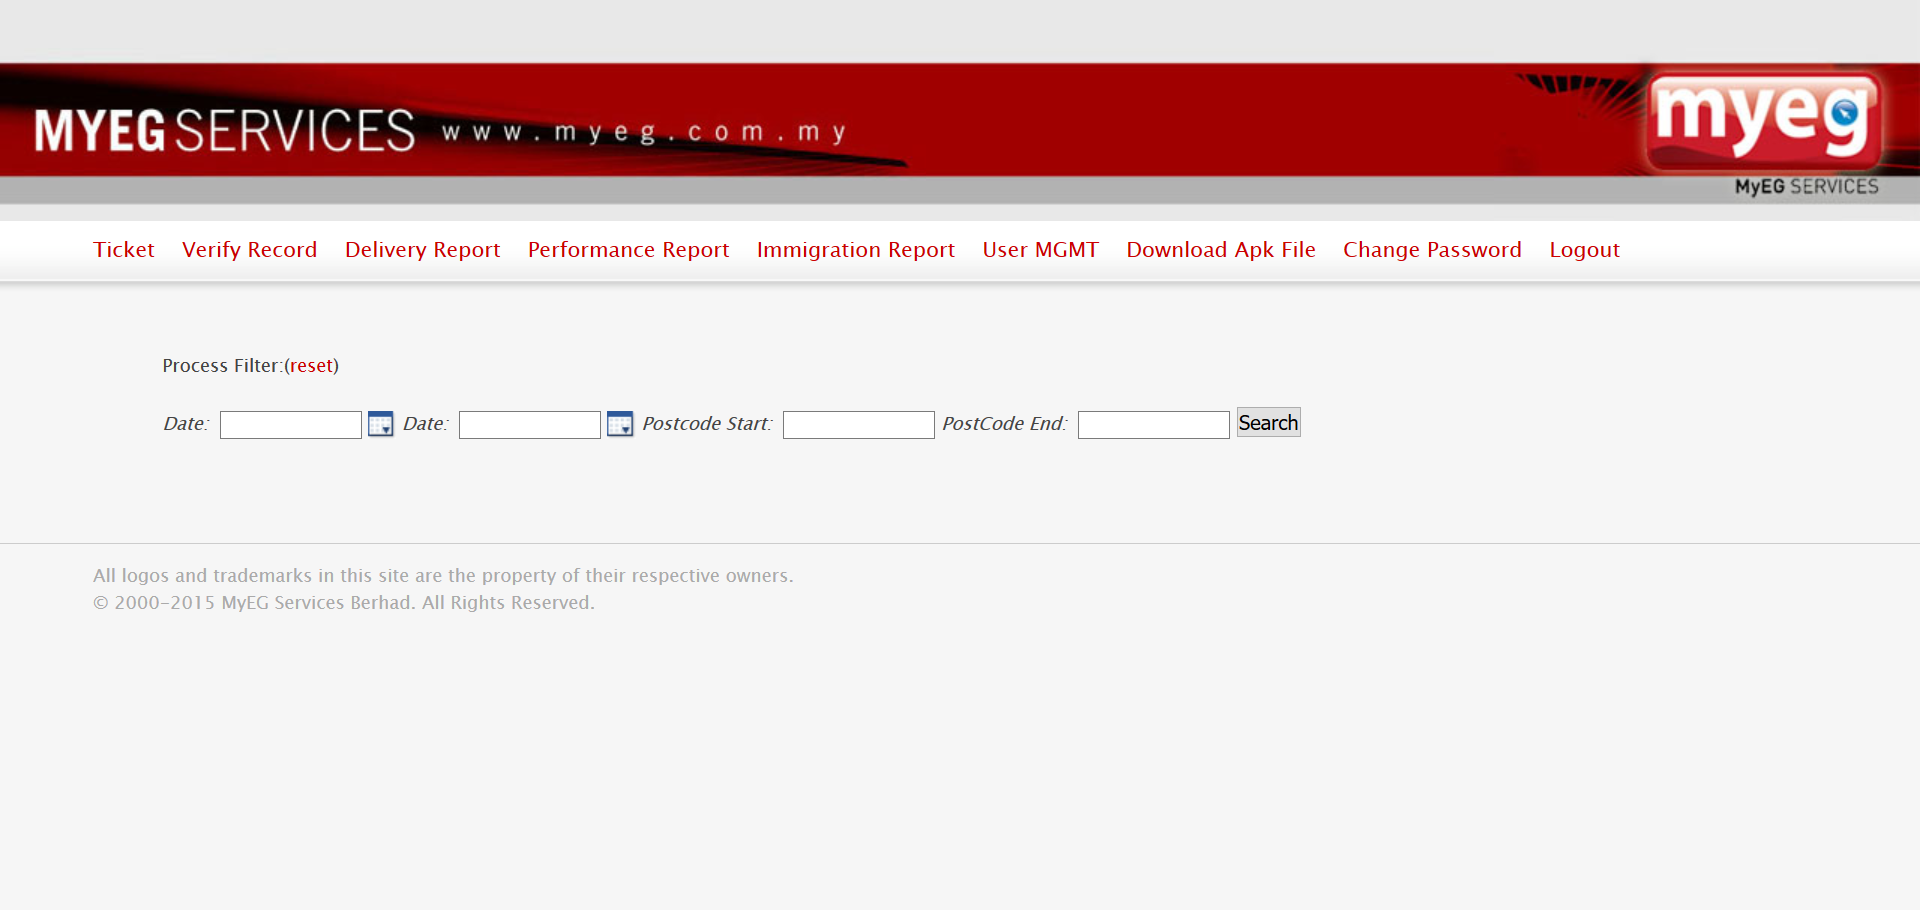 MYEG SERVICES www.myeg.com.my
myeg
MyEG SERVICES
Ticket Verify Record Delivery Report Performance Report Immigration Report User MGMT Download Apk File Change Password Logout
Process Filter:(reset)
Date: Date: Postcode Start: PostCode End: Search
All logos and trademarks in this site are the property of their respective owners.
© 2000-2015 MyEG Services Berhad. All Rights Reserved.